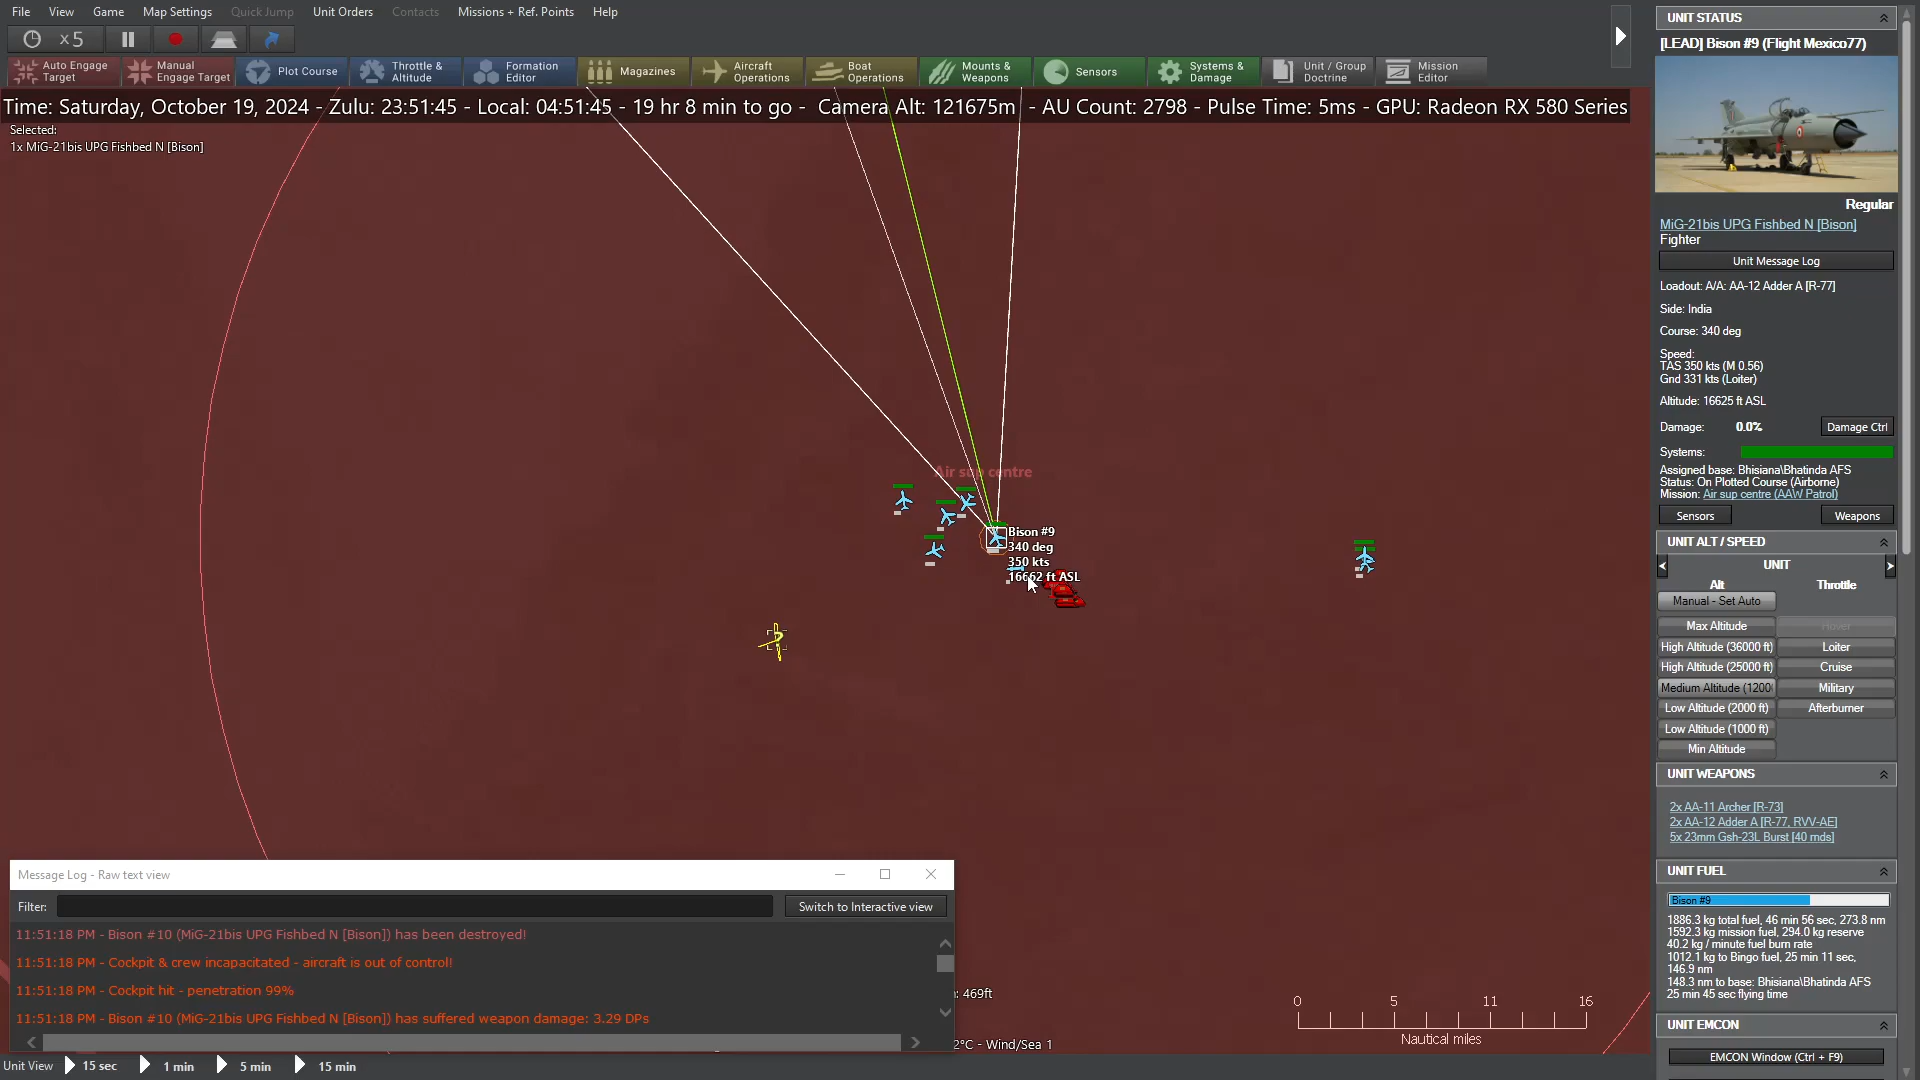 File View Game Map Settings Quick Jump Unit Orders Contacts Missions + Ref. Points Help
x 5
Auto Engage Target
Manual Engage Target
Plot Course
Throttle & Altitude
Formation Editor
Magazines
Aircraft Operations
Boat Operations
Mounts & Weapons
Sensors
Systems & Damage
Unit / Group Doctrine
Mission Editor
Time: Saturday, October 19, 2024 - Zulu: 23:51:45 - Local: 04:51:45 - 19 hr 8 min to go - Camera Alt: 121675m - AU Count: 2798 - Pulse Time: 5ms - GPU: Radeon RX 580 Series
Selected:
1x MiG-21bis UPG Fishbed N [Bison]
Air sup centre
Bison #9
340 deg
350 kts
16662 ft ASL
Message Log - Raw text view
Filter:
Switch to Interactive view
11:51:18 PM - Bison #10 (MiG-21bis UPG Fishbed N [Bison]) has been destroyed!
11:51:18 PM - Cockpit & crew incapacitated - aircraft is out of control!
11:51:18 PM - Cockpit hit - penetration 99%
11:51:18 PM - Bison #10 (MiG-21bis UPG Fishbed N [Bison]) has suffered weapon damage: 3.29 DPs
: 469ft
2°C - Wind/Sea 1
0 5 11 16
Nautical miles
Unit View 15 sec 1 min 5 min 15 min
UNIT STATUS
[LEAD] Bison #9 (Flight Mexico77)
Regular
MiG-21bis UPG Fishbed N [Bison]
Fighter
Unit Message Log
Loadout: A/A: AA-12 Adder A [R-77]
Side: India
Course: 340 deg
Speed:
TAS 350 kts (M 0.56)
Gnd 331 kts (Loiter)
Altitude: 16625 ft ASL
Damage: 0.0% Damage Ctrl
Systems:
Assigned base: Bhisiana\Bhatinda AFS
Status: On Plotted Course (Airborne)
Mission: Air sup centre (AAW Patrol)
Sensors Weapons
UNIT ALT / SPEED
UNIT
Alt Throttle
Manual - Set Auto
Max Altitude Hover
High Altitude (36000 ft) Loiter
High Altitude (25000 ft) Cruise
Medium Altitude (1200 Military
Low Altitude (2000 ft) Afterburner
Low Altitude (1000 ft)
Min Altitude
UNIT WEAPONS
2x AA-11 Archer [R-73]
2x AA-12 Adder A [R-77, RVV-AE]
5x 23mm Gsh-23L Burst [40 rnds]
UNIT FUEL
Bison #9
1886.3 kg total fuel, 46 min 56 sec, 273.8 nm
1592.3 kg mission fuel, 294.0 kg reserve
40.2 kg / minute fuel burn rate
1012.1 kg to Bingo fuel, 25 min 11 sec,
146.9 nm
148.3 nm to base: Bhisiana\Bhatinda AFS
25 min 45 sec flying time
UNIT EMCON
EMCON Window (Ctrl + F9)